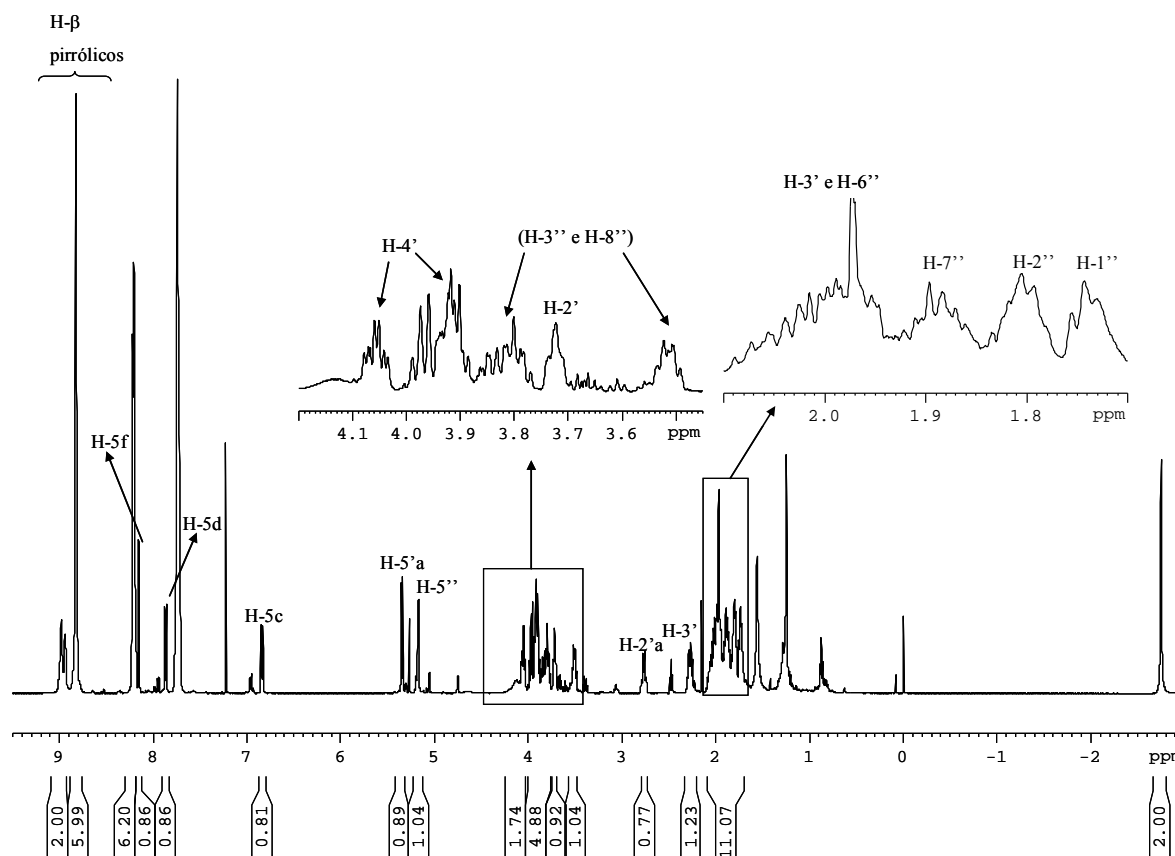 H-β
pirrólicos
H-3’ e H-6’’
H-4’
(H-3’’ e H-8’’)
H-7’’
H-2’’
H-1’’
H-2’
2.0
1.9
1.8
ppm
4.1
4.0
3.9
3.8
3.7
3.6
ppm
H-5f
H-5d
H-5’a
H-5’’
H-5c
H-2’a
H-3’
9
8
7
6
5
4
3
2
1
0
-1
-2
ppm
2.00
5.99
6.20
0.86
0.86
0.81
0.89
1.04
1.74
4.88
0.92
1.04
0.77
1.23
11.07
2.00